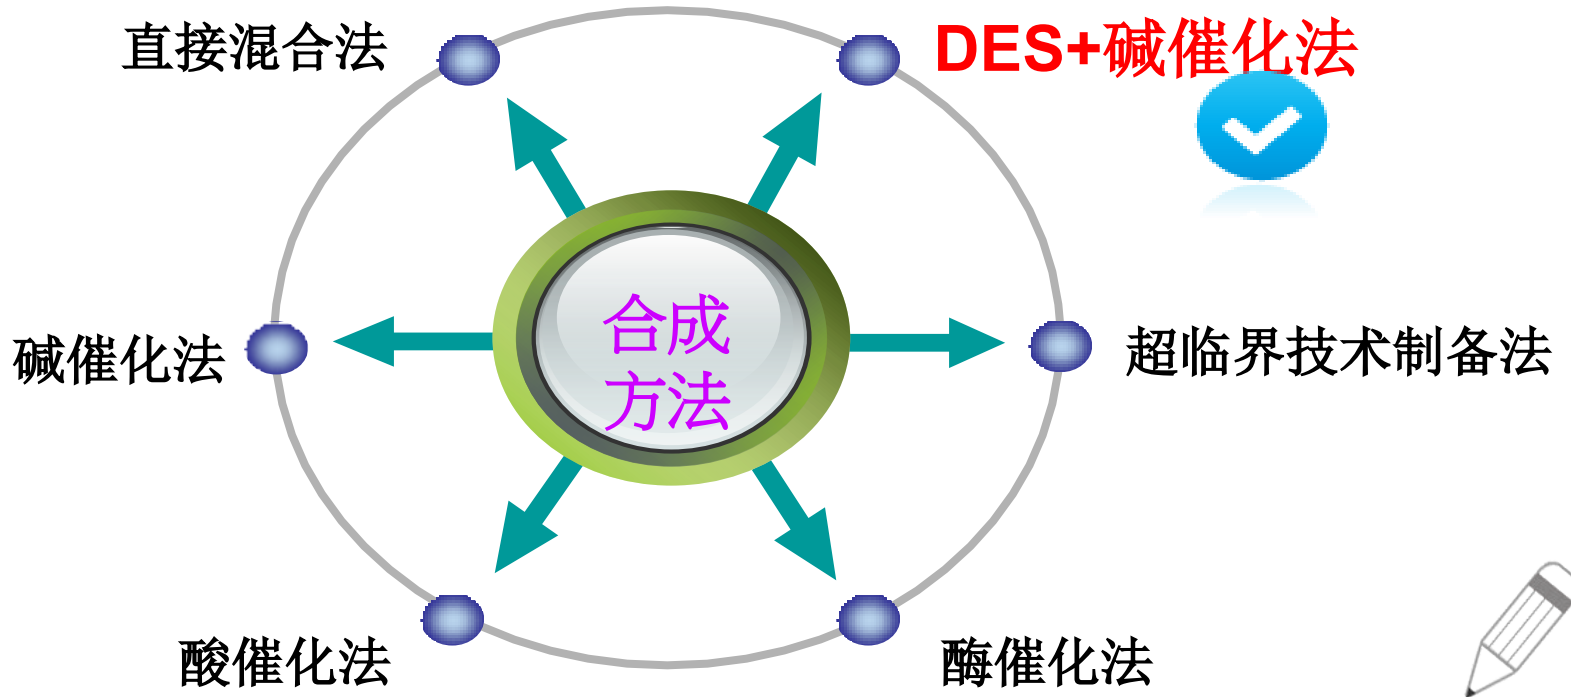 直接混合法
DES+碱催化法
合成
方法
碱催化法
超临界技术制备法
酸催化法
酶催化法